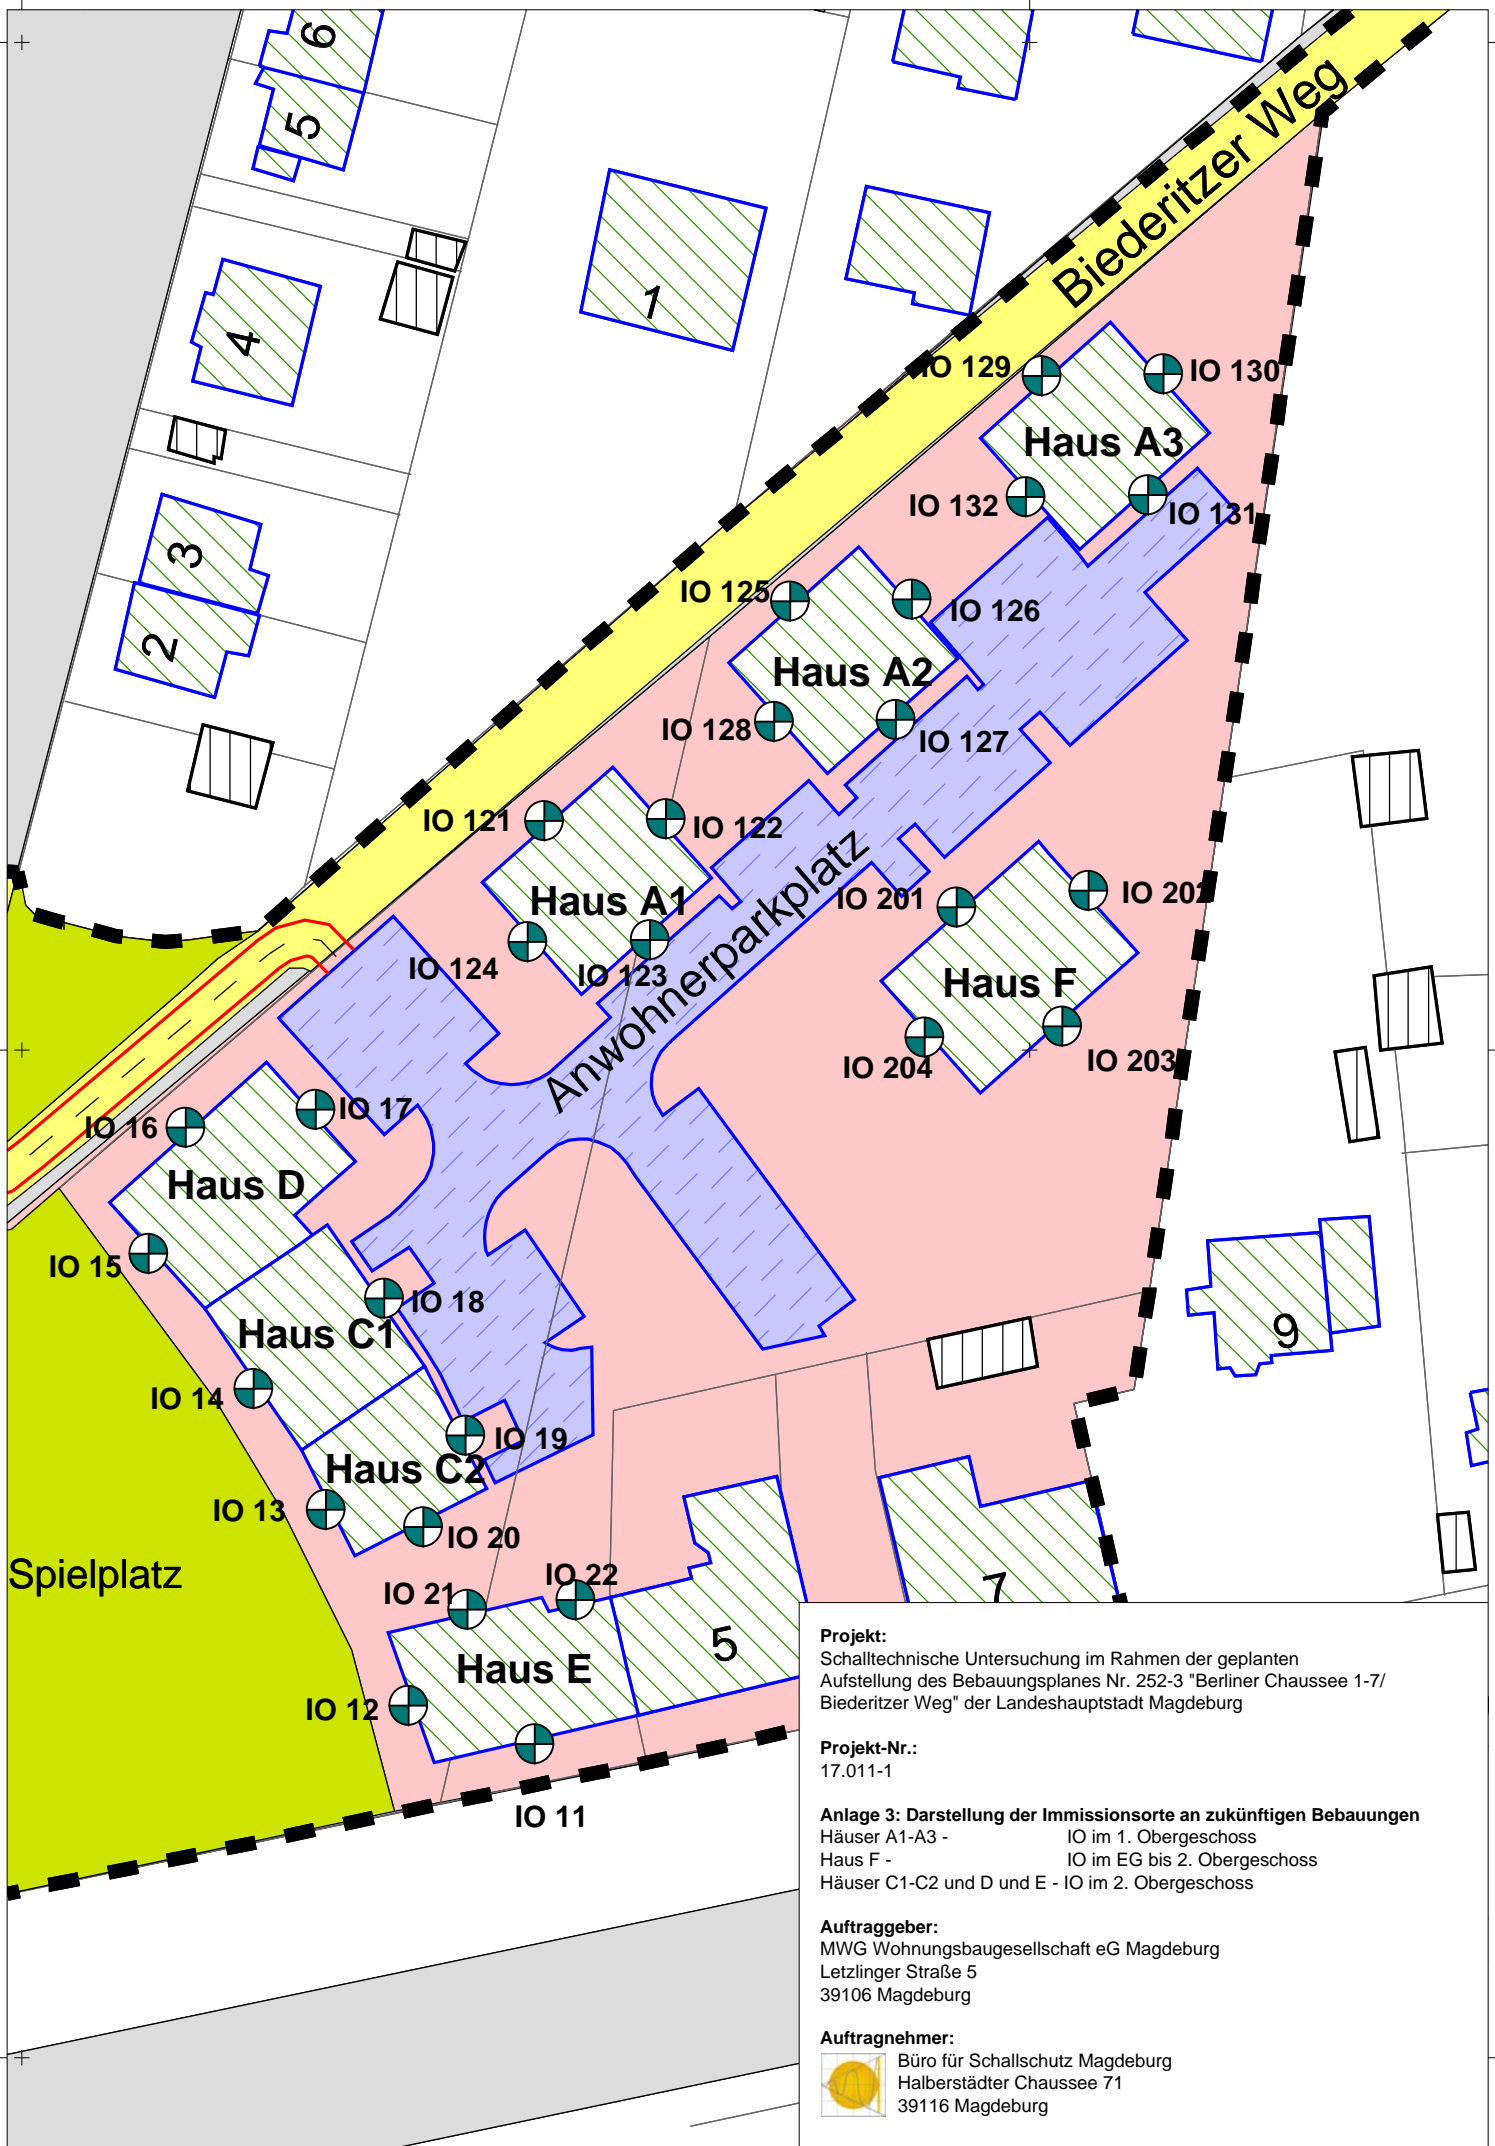 6
5
Biederitzer Weg
1
4
IO 129
IO 130
Haus A3
IO 132
IO 131
3
2
IO 125
IO 126
Haus A2
IO 128
IO 127
IO 121
IO 122
Haus A1
IO 124
IO 123
Anwohnerparkplatz
IO 201
IO 202
Haus F
IO 204
IO 203
IO 16
IO 17
Haus D
IO 15
IO 18
Haus C1
IO 14
IO 19
Haus C2
IO 13
IO 20
9
Spielplatz
IO 21
IO 22
7
5
Haus E
IO 12
IO 11
Projekt:
Schalltechnische Untersuchung im Rahmen der geplanten
Aufstellung des Bebauungsplanes Nr. 252-3 "Berliner Chaussee 1-7/
Biederitzer Weg" der Landeshauptstadt Magdeburg
Projekt-Nr.:
17.011-1
Anlage 3: Darstellung der Immissionsorte an zukünftigen Bebauungen
Häuser A1-A3 - IO im 1. Obergeschoss
Haus F - IO im EG bis 2. Obergeschoss
Häuser C1-C2 und D und E - IO im 2. Obergeschoss
Auftraggeber:
MWG Wohnungsbaugesellschaft eG Magdeburg
Letzlinger Straße 5
39106 Magdeburg
Auftragnehmer:
Büro für Schallschutz Magdeburg
Halberstädter Chaussee 71
39116 Magdeburg